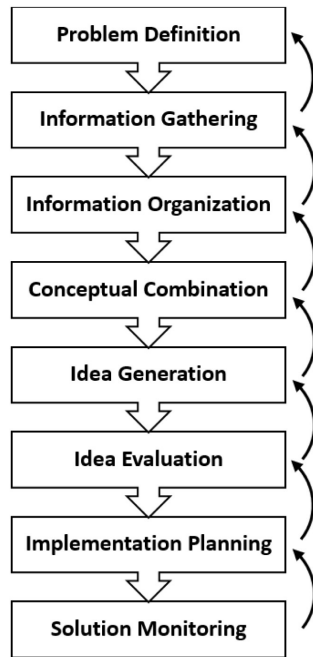 Problem Definition
Information Gathering
Information Organization
Conceptual Combination
Idea Generation
Idea Evaluation
Implementation Planning
Solution Monitoring